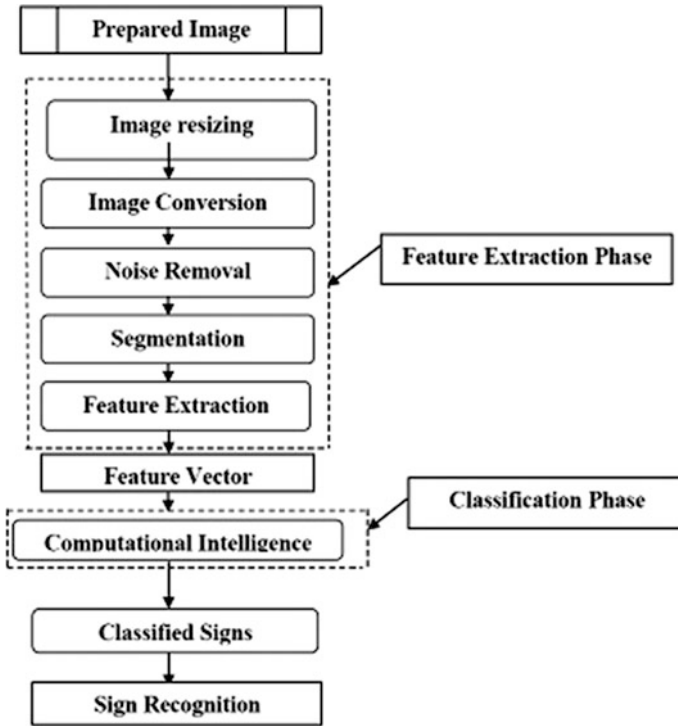 Prepared Image
Image resizing
Image Conversion
Noise Removal
Feature Extraction Phase
Segmentation
Feature Extraction
Feature Vector
Classification Phase
Computational Intelligence
Classified Signs
Sign Recognition